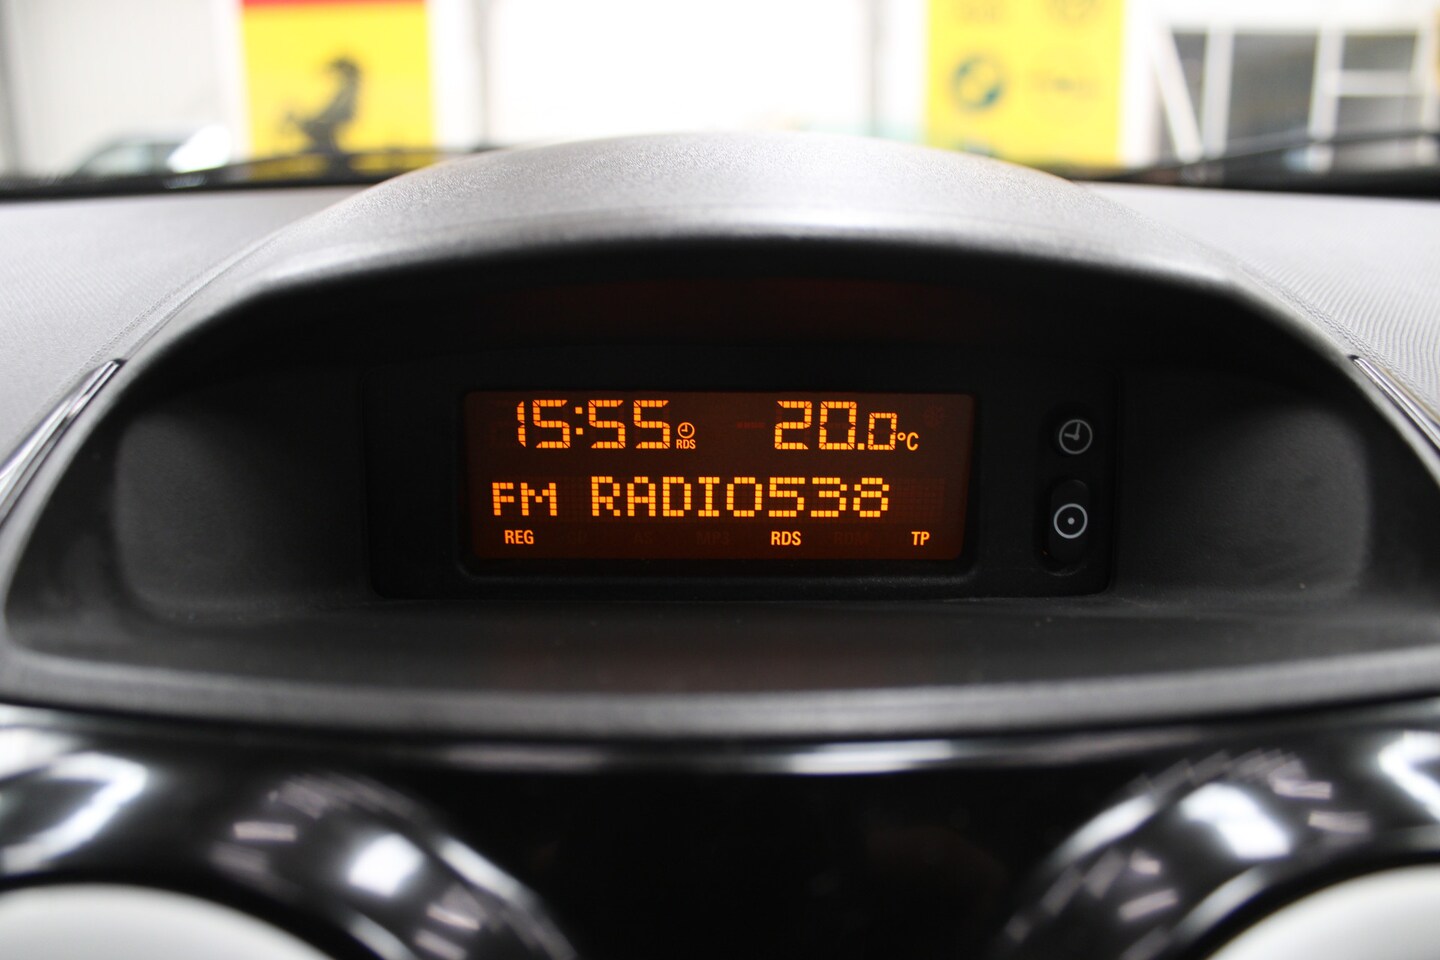 15:55 RDS 20.0°C
FM RADIO538
REG RDS TP